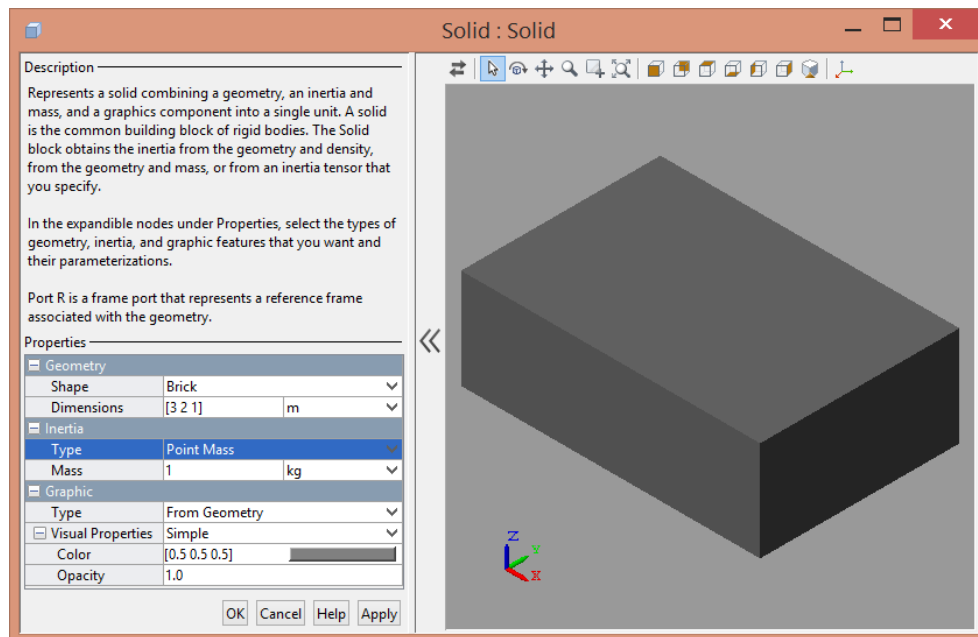 Solid : Solid
Description
Represents a solid combining a geometry, an inertia and
mass, and a graphics component into a single unit. A solid
is the common building block of rigid bodies. The Solid
block obtains the inertia from the geometry and density,
from the geometry and mass, or from an inertia tensor that
you specify.
In the expandible nodes under Properties, select the types of
geometry, inertia, and graphic features that you want and
their parameterizations.
Port R is a frame port that represents a reference frame
associated with the geometry.
Properties
Geometry
Shape Brick
Dimensions [3 2 1] m
Inertia
Type Point Mass
Mass 1 kg
Graphic
Type From Geometry
Visual Properties Simple
Color [0.5 0.5 0.5]
Opacity 1.0
OK Cancel Help Apply
Z
Y
X